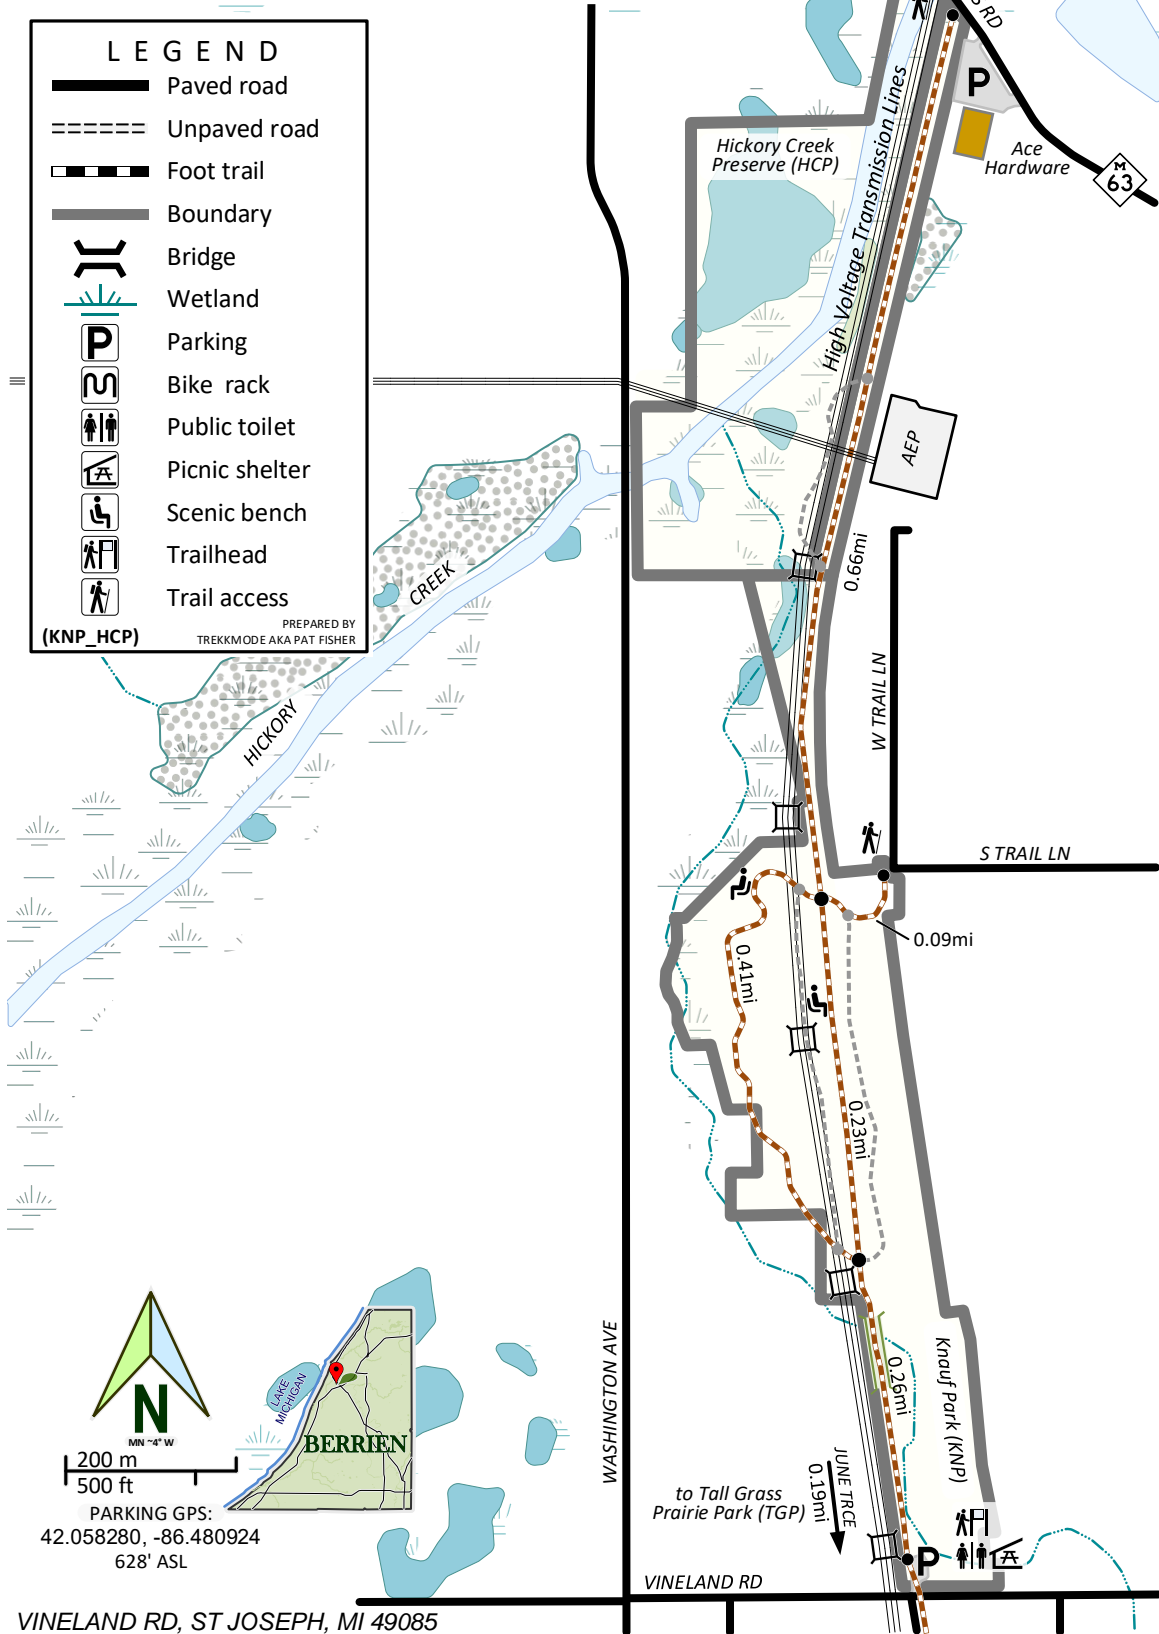 LEGEND
Paved road
Unpaved road
Foot trail
Boundary
Bridge
Wetland
P Parking
Bike rack
Public toilet
Picnic shelter
Scenic bench
Trailhead
Trail access
(KNP_HCP)
PREPARED BY
TREKKMODE AKA PAT FISHER
S RD
P
Ace
Hardware
M
63
Hickory Creek
Preserve (HCP)
High Voltage Transmission Lines
AEP
0.66mi
CREEK
HICKORY
W TRAIL LN
S TRAIL LN
0.09mi
0.41mi
0.23mi
WASHINGTON AVE
0.26mi
Knauf Park (KNP)
JUNE TRCE
0.19mi
to Tall Grass
Prairie Park (TGP)
P
VINELAND RD
N
MN ~4° W
200 m
500 ft
LAKE
MICHIGAN
BERRIEN
PARKING GPS:
42.058280, -86.480924
628' ASL
VINELAND RD, ST JOSEPH, MI 49085